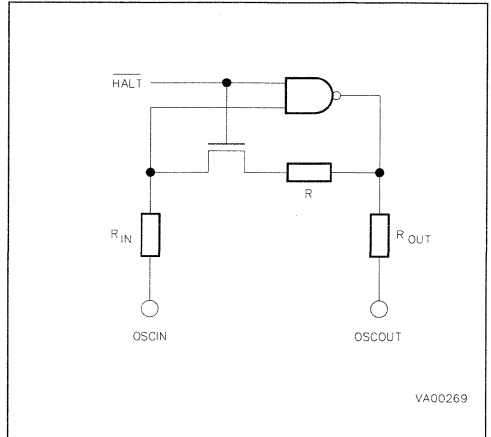 HALT
R
R IN
R OUT
OSCIN
OSCOUT
VA00269